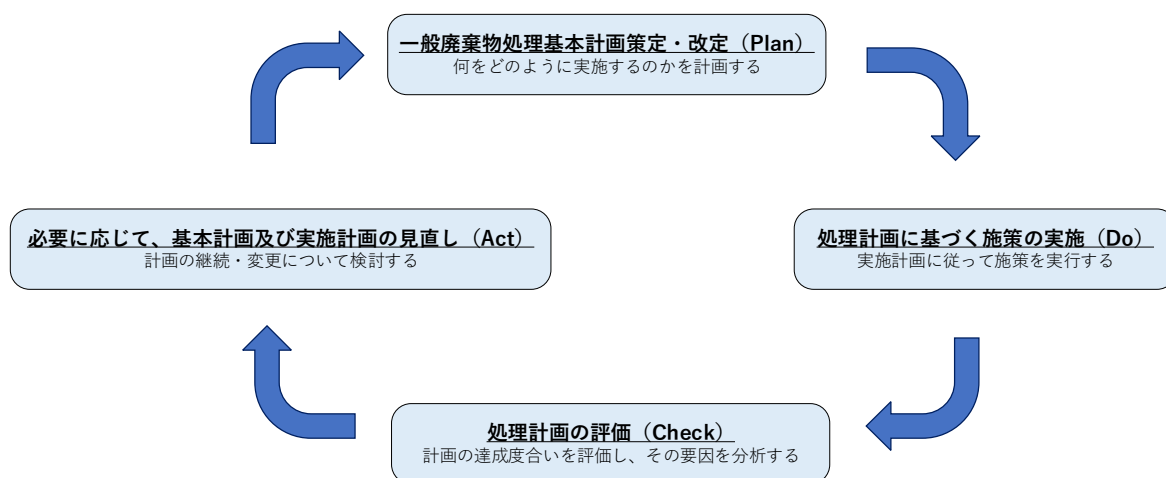 一般廃棄物処理基本計画策定・改定（Plan）
何をどのように実施するのかを計画する
必要に応じて、基本計画及び実施計画の見直し（Act）
計画の継続・変更について検討する
処理計画に基づく施策の実施（Do）
実施計画に従って施策を実行する
処理計画の評価（Check）
計画の達成度合いを評価し、その要因を分析する